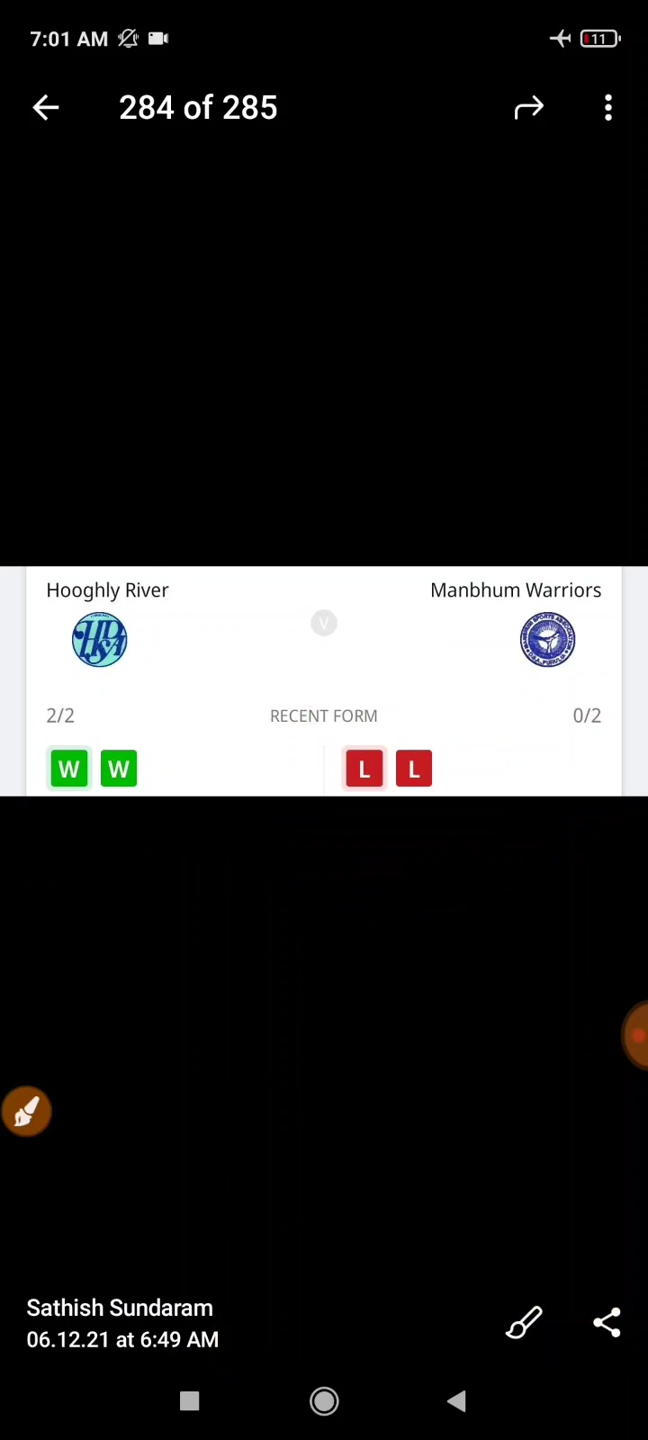 7:01 AM
11
284 of 285
Hooghly River
Manbhum Warriors
V
2/2
RECENT FORM
0/2
W W
L L
Sathish Sundaram
06.12.21 at 6:49 AM